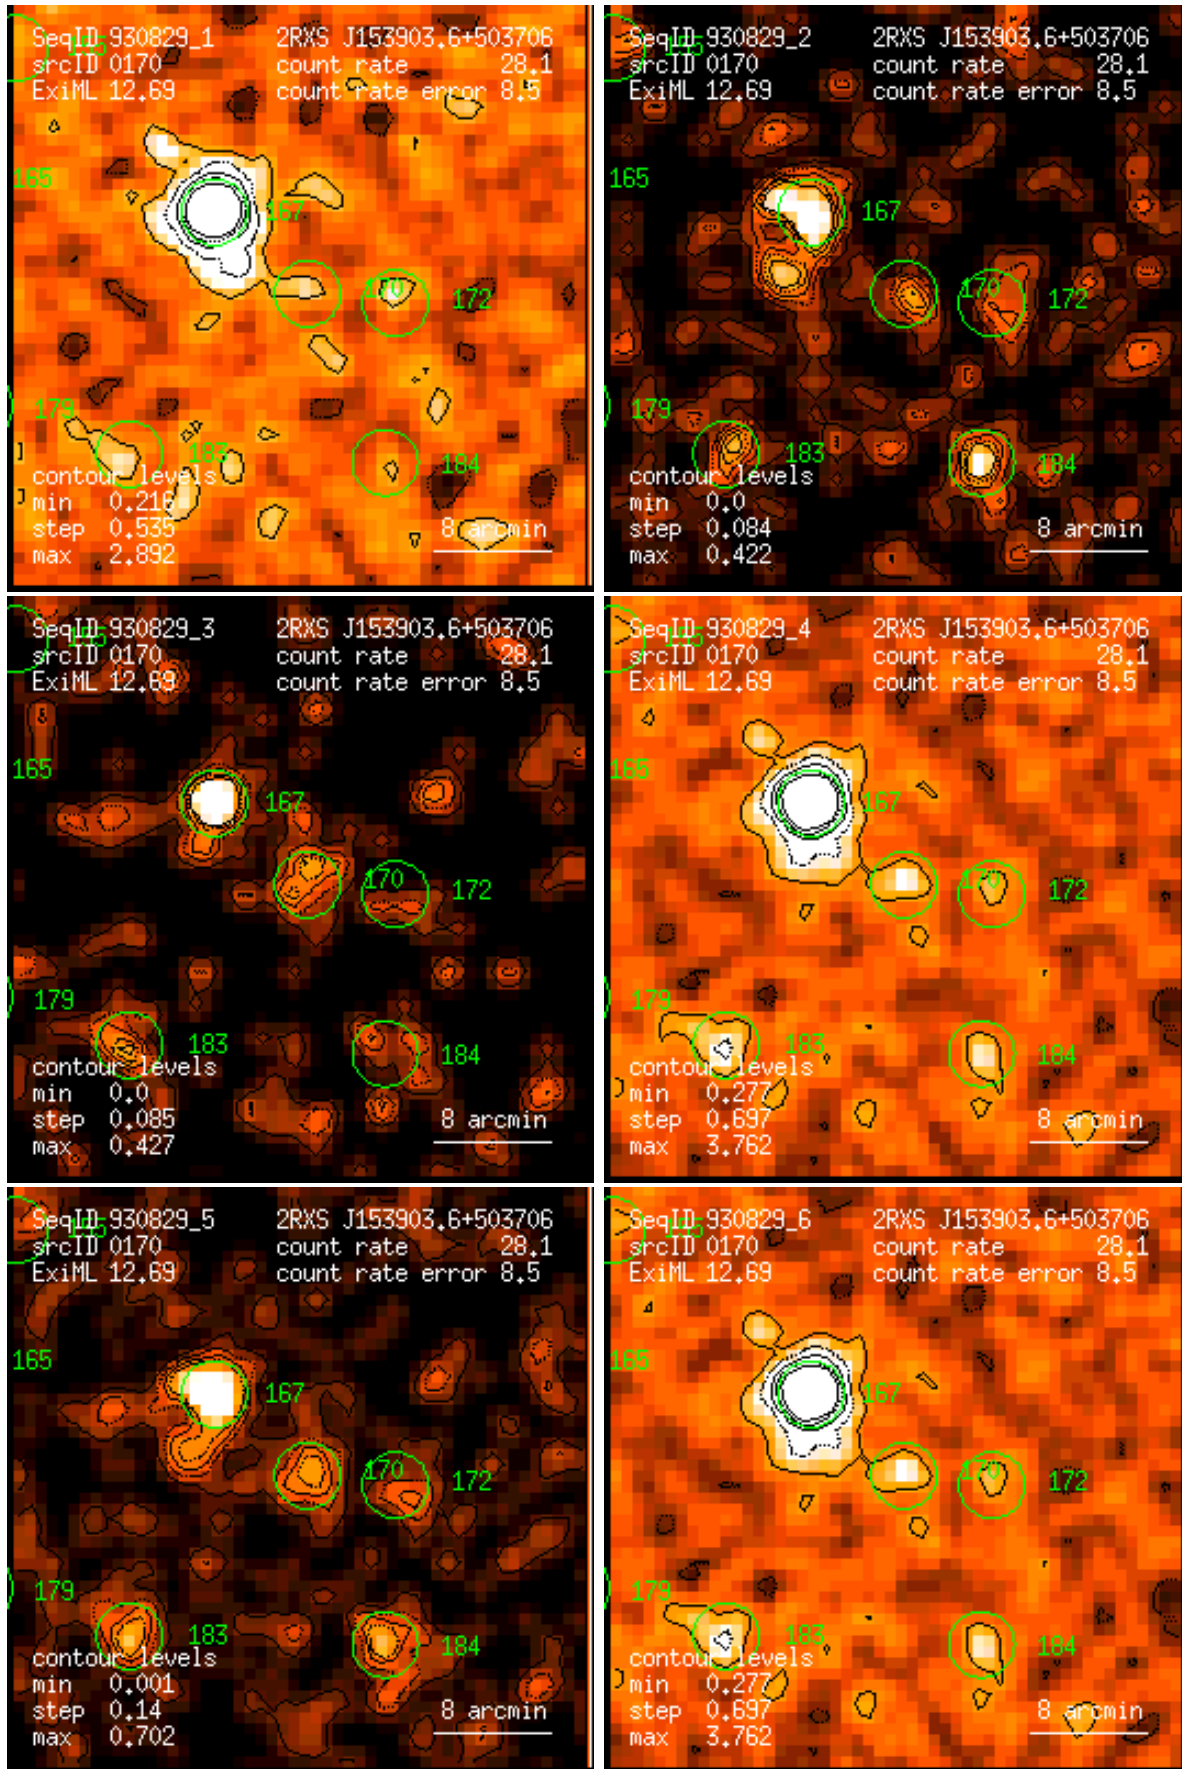 SeqID 930829_1 2RXS J153903.6+503706
srcID 0170 count rate 28.1
ExiML 12.69 count rate error 8.5
165
167
170 172
179
183
184
contour levels
min 0.216
step 0.535 8 arcmin
max 2.892
SeqID 930829_2 2RXS J153903.6+503706
srcID 0170 count rate 28.1
ExiML 12.69 count rate error 8.5
165
167
170 172
179
183
184
contour levels
min 0.0
step 0.084 8 arcmin
max 0.422
SeqID 930829_3 2RXS J153903.6+503706
srcID 0170 count rate 28.1
ExiML 12.69 count rate error 8.5
165
167
170 172
179
183
184
contour levels
min 0.0
step 0.085 8 arcmin
max 0.427
SeqID 930829_4 2RXS J153903.6+503706
srcID 0170 count rate 28.1
ExiML 12.69 count rate error 8.5
165
167
170 172
179
183
184
contour levels
min 0.277
step 0.697 8 arcmin
max 3.762
SeqID 930829_5 2RXS J153903.6+503706
srcID 0170 count rate 28.1
ExiML 12.69 count rate error 8.5
165
167
170 172
179
183
184
contour levels
min 0.001
step 0.14 8 arcmin
max 0.702
SeqID 930829_6 2RXS J153903.6+503706
srcID 0170 count rate 28.1
ExiML 12.69 count rate error 8.5
165
167
170 172
179
183
184
contour levels
min 0.277
step 0.697 8 arcmin
max 3.762